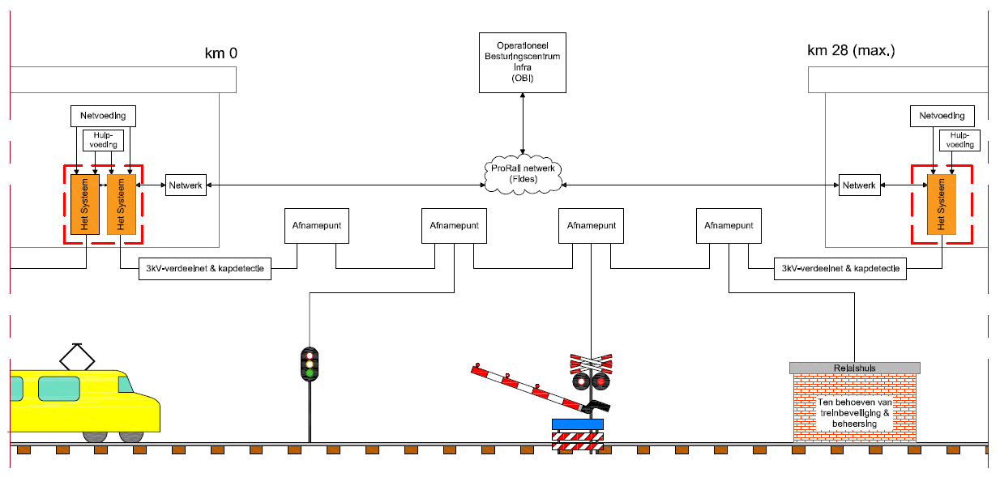 km 0
Operationeel
Besturingscentrum
Infra
(OBI)
km 28 (max.)
Netvoeding
Hulp-
voeding
Het Systeem
Het Systeem
Netwerk
ProRail netwerk
(Fides)
Netwerk
Netvoeding
Hulp-
voeding
Het Systeem
Afnamepunt
Afnamepunt
Afnamepunt
Afnamepunt
3kV-verdeelnet & kapdetectie
3kV-verdeelnet & kapdetectie
Relaishuis
Ten behoeven van
treinbeveiliging &
beheersing